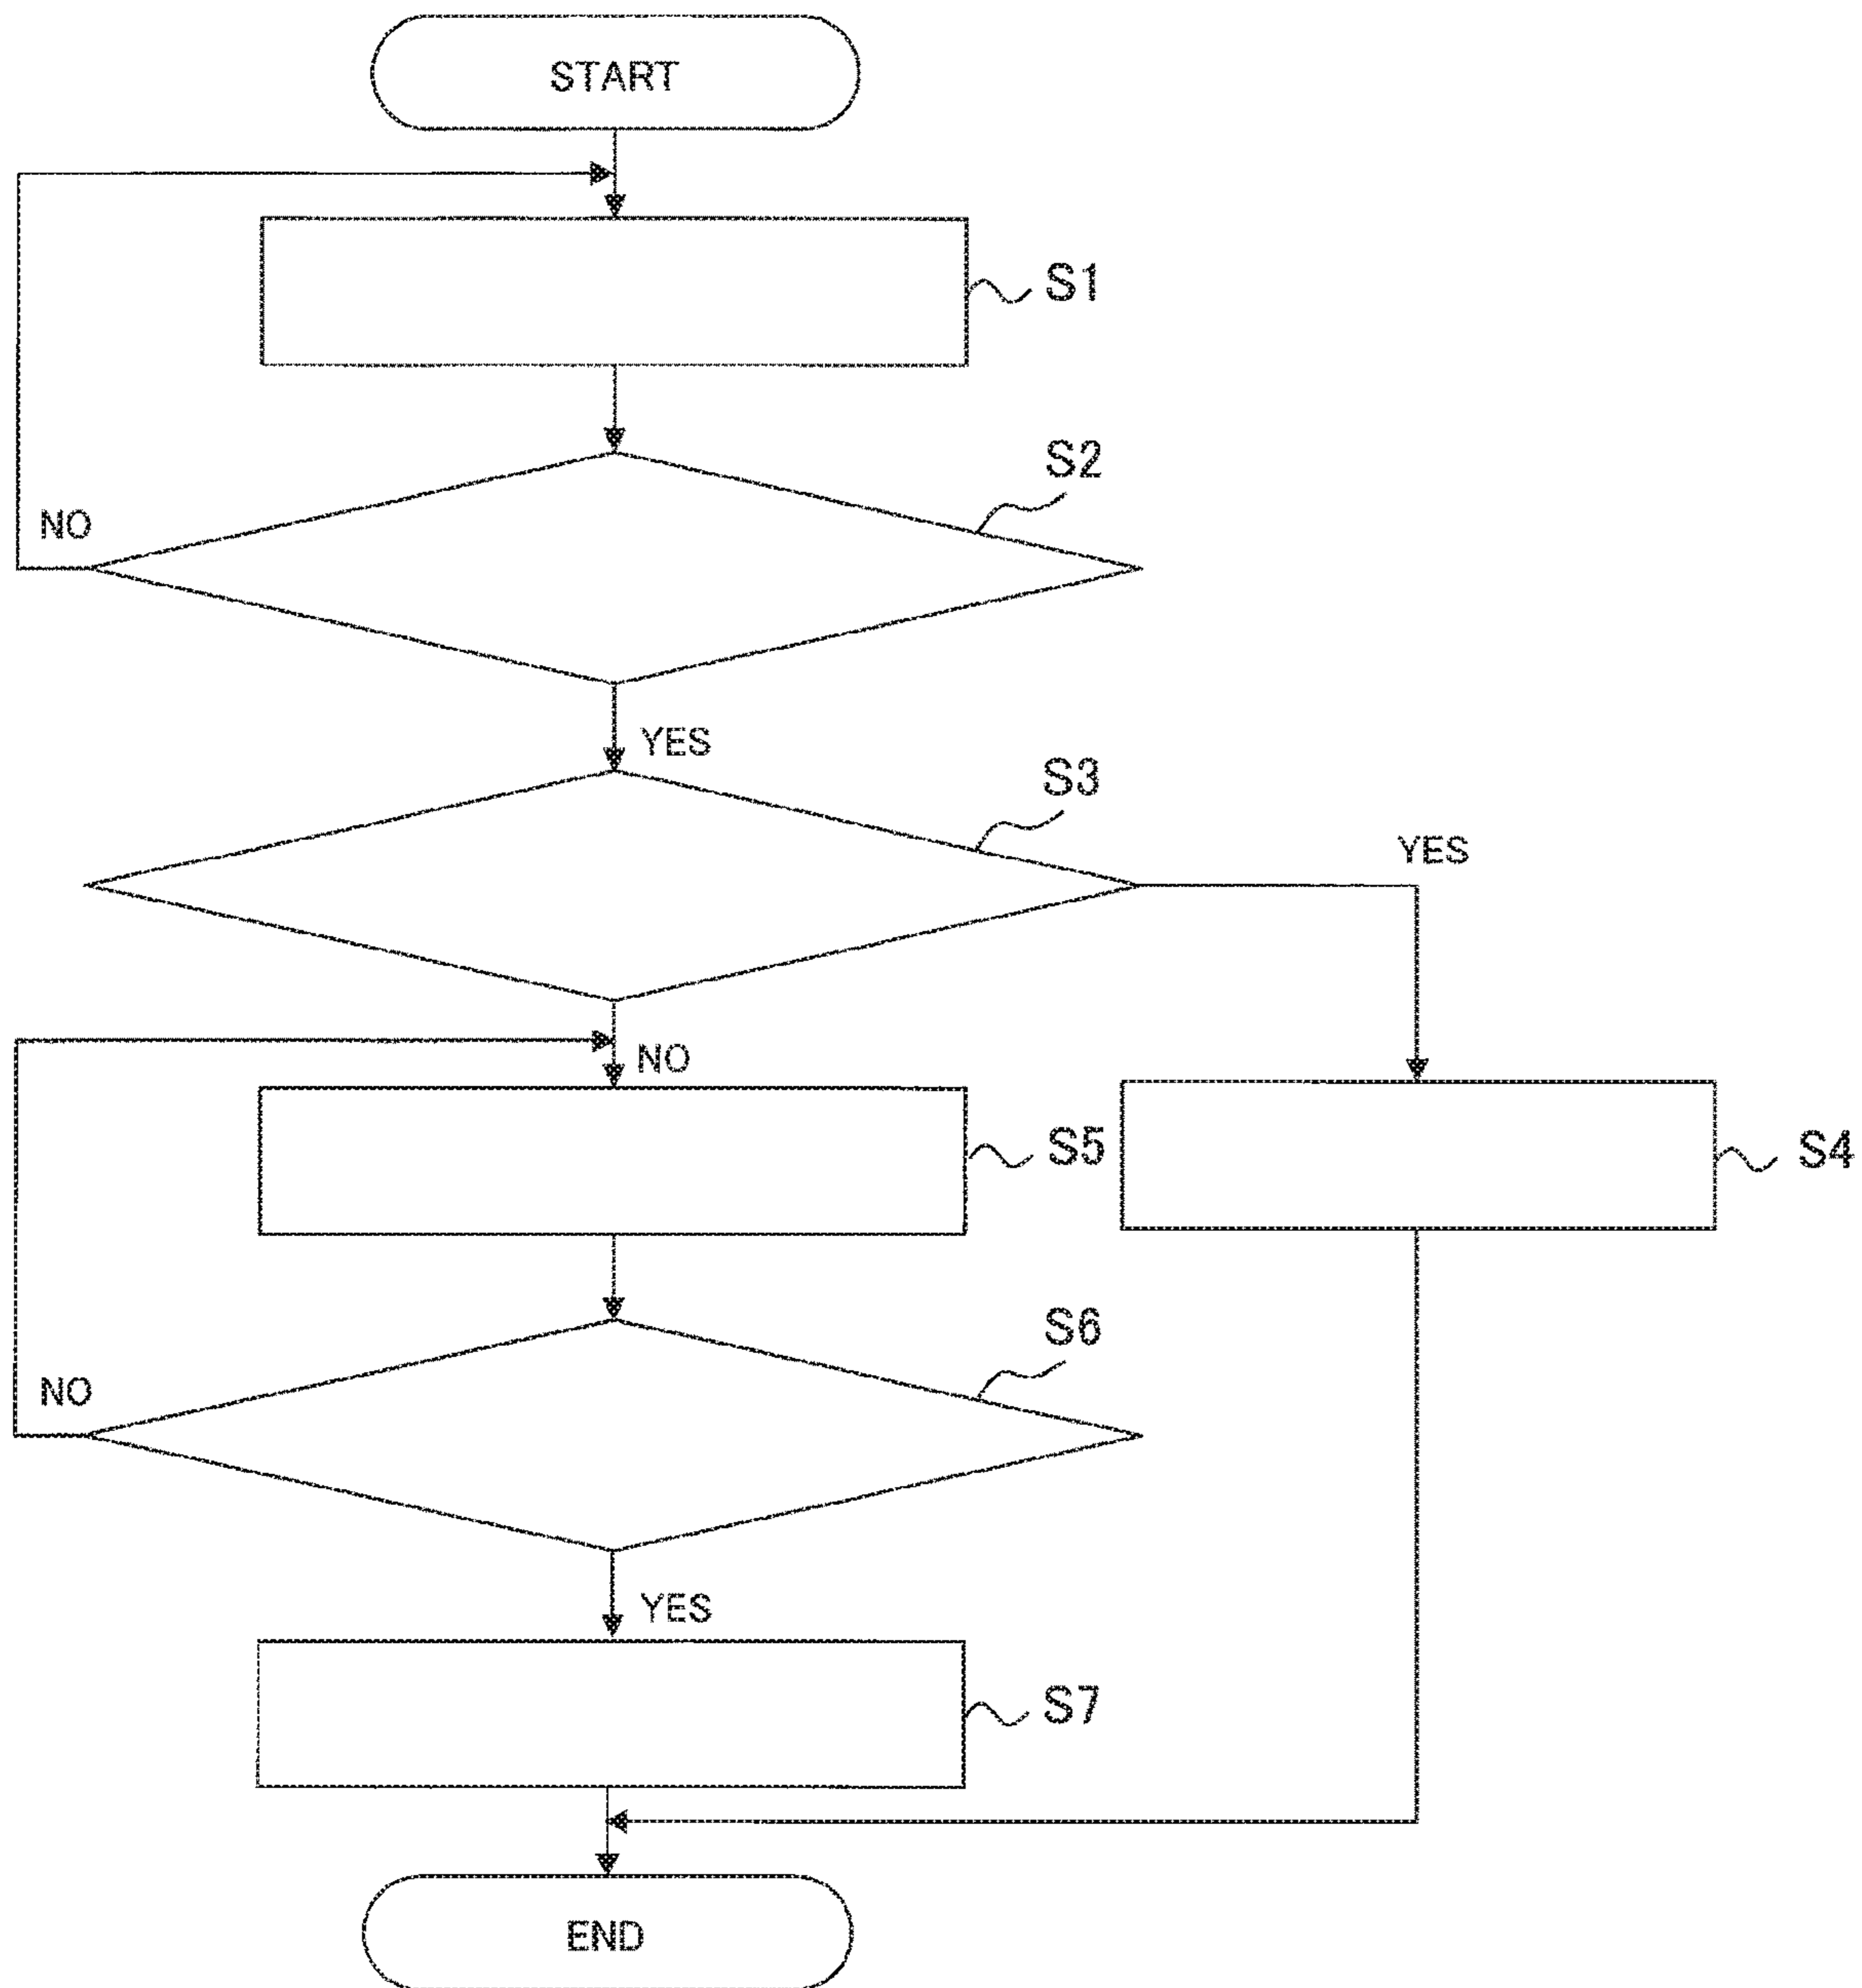 START
S1
S2
NO
YES
S3
YES
NO
S5
S4
S6
NO
YES
S7
END